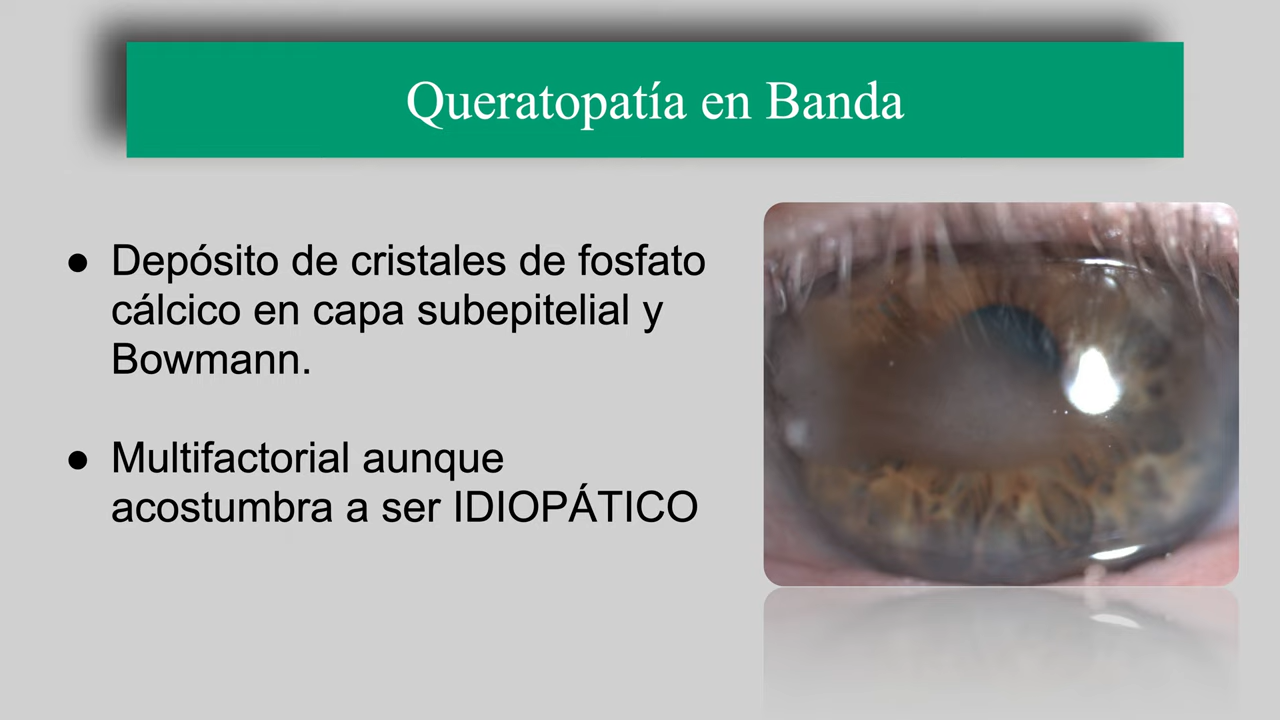 Queratopatía en Banda
● Depósito de cristales de fosfato
cálcico en capa subepitelial y
Bowmann.
● Multifactorial aunque
acostumbra a ser IDIOPÁTICO